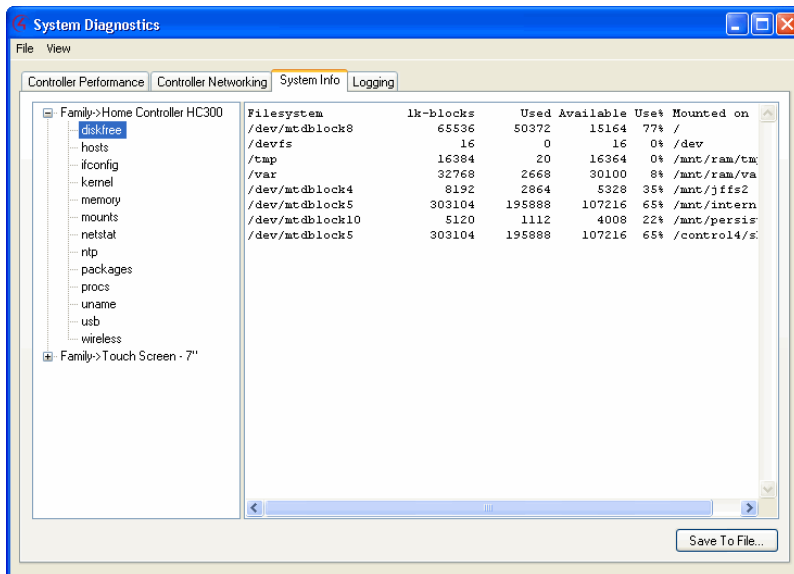 System Diagnostics
File View
Controller Performance Controller Networking System Info Logging
Family->Home Controller HC300
diskfree
hosts
ifconfig
kernel
memory
mounts
netstat
ntp
packages
procs
uname
usb
wireless
Family->Touch Screen - 7"
Filesystem 1k-blocks Used Available Use% Mounted on
/dev/mtdblock8 65536 50372 15164 77% /
/devfs 16 0 16 0% /dev
/tmp 16384 20 16364 0% /mnt/ram/tm
/var 32768 2668 30100 8% /mnt/ram/va
/dev/mtdblock4 8192 2864 5328 35% /mnt/jffs2
/dev/mtdblock5 303104 195888 107216 65% /mnt/intern
/dev/mtdblock10 5120 1112 4008 22% /mnt/persis
/dev/mtdblock5 303104 195888 107216 65% /control4/s
Save To File...